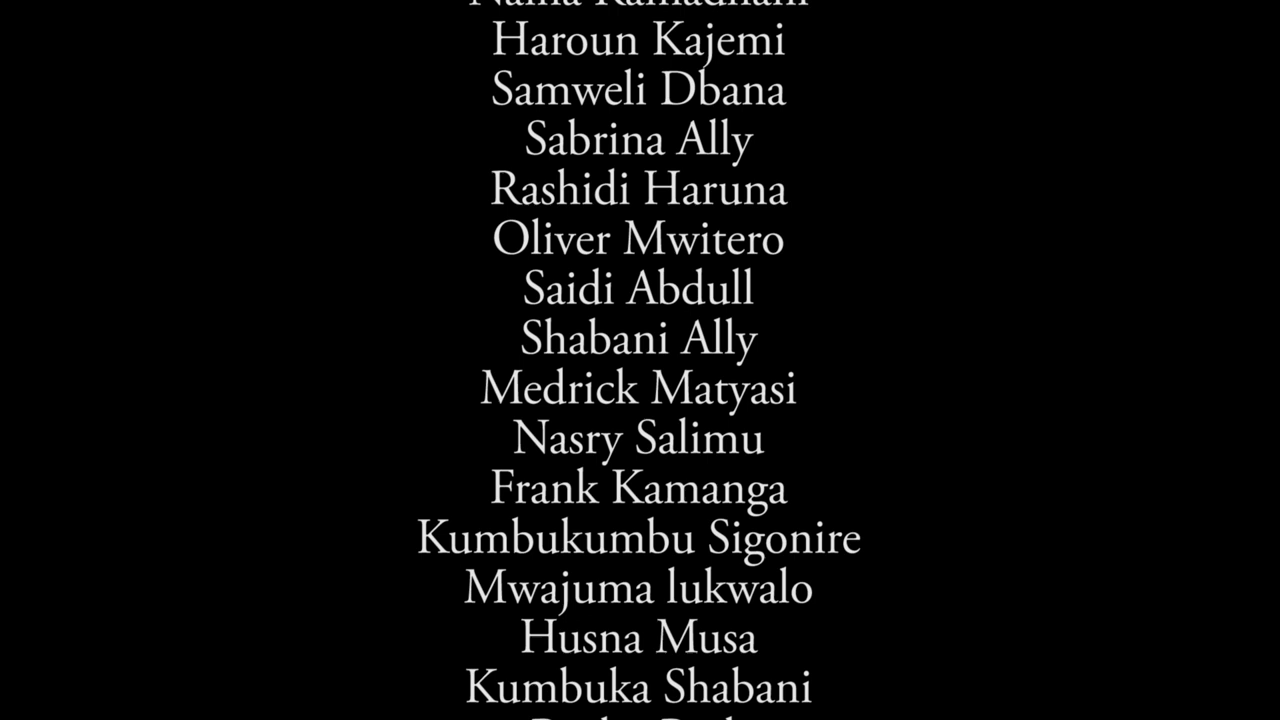 Haroun Kajemi
Samweli Dbana
Sabrina Ally
Rashidi Haruna
Oliver Mwitero
Saidi Abdull
Shabani Ally
Medrick Matyasi
Nasry Salimu
Frank Kamanga
Kumbukumbu Sigonire
Mwajuma lukwalo
Husna Musa
Kumbuka Shabani